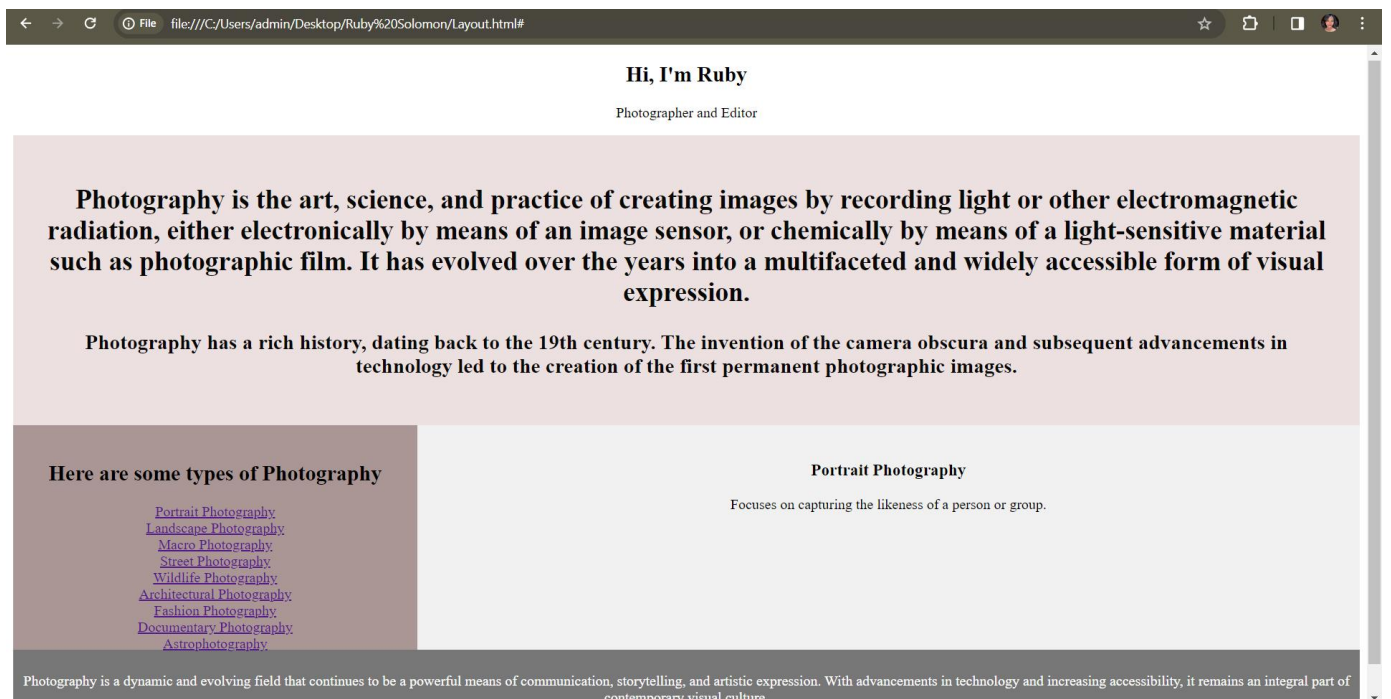 File file:///C:/Users/admin/Desktop/Ruby%20Solomon/Layout.html#
Hi, I'm Ruby
Photographer and Editor
Photography is the art, science, and practice of creating images by recording light or other electromagnetic
radiation, either electronically by means of an image sensor, or chemically by means of a light-sensitive material
such as photographic film. It has evolved over the years into a multifaceted and widely accessible form of visual
expression.
Photography has a rich history, dating back to the 19th century. The invention of the camera obscura and subsequent advancements in
technology led to the creation of the first permanent photographic images.
Here are some types of Photography
Portrait Photography
Landscape Photography
Macro Photography
Street Photography
Wildlife Photography
Architectural Photography
Fashion Photography
Documentary Photography
Astrophotography
Portrait Photography
Focuses on capturing the likeness of a person or group.
Photography is a dynamic and evolving field that continues to be a powerful means of communication, storytelling, and artistic expression. With advancements in technology and increasing accessibility, it remains an integral part of
contemporary visual culture